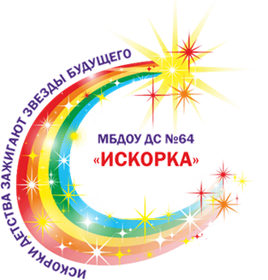 ИСКОРКИ ДЕТСТВА ЗАЖИГАЮТ ЗВЕЗДЫ БУДУЩЕГО
МБДОУ ДС №64
«ИСКОРКА»